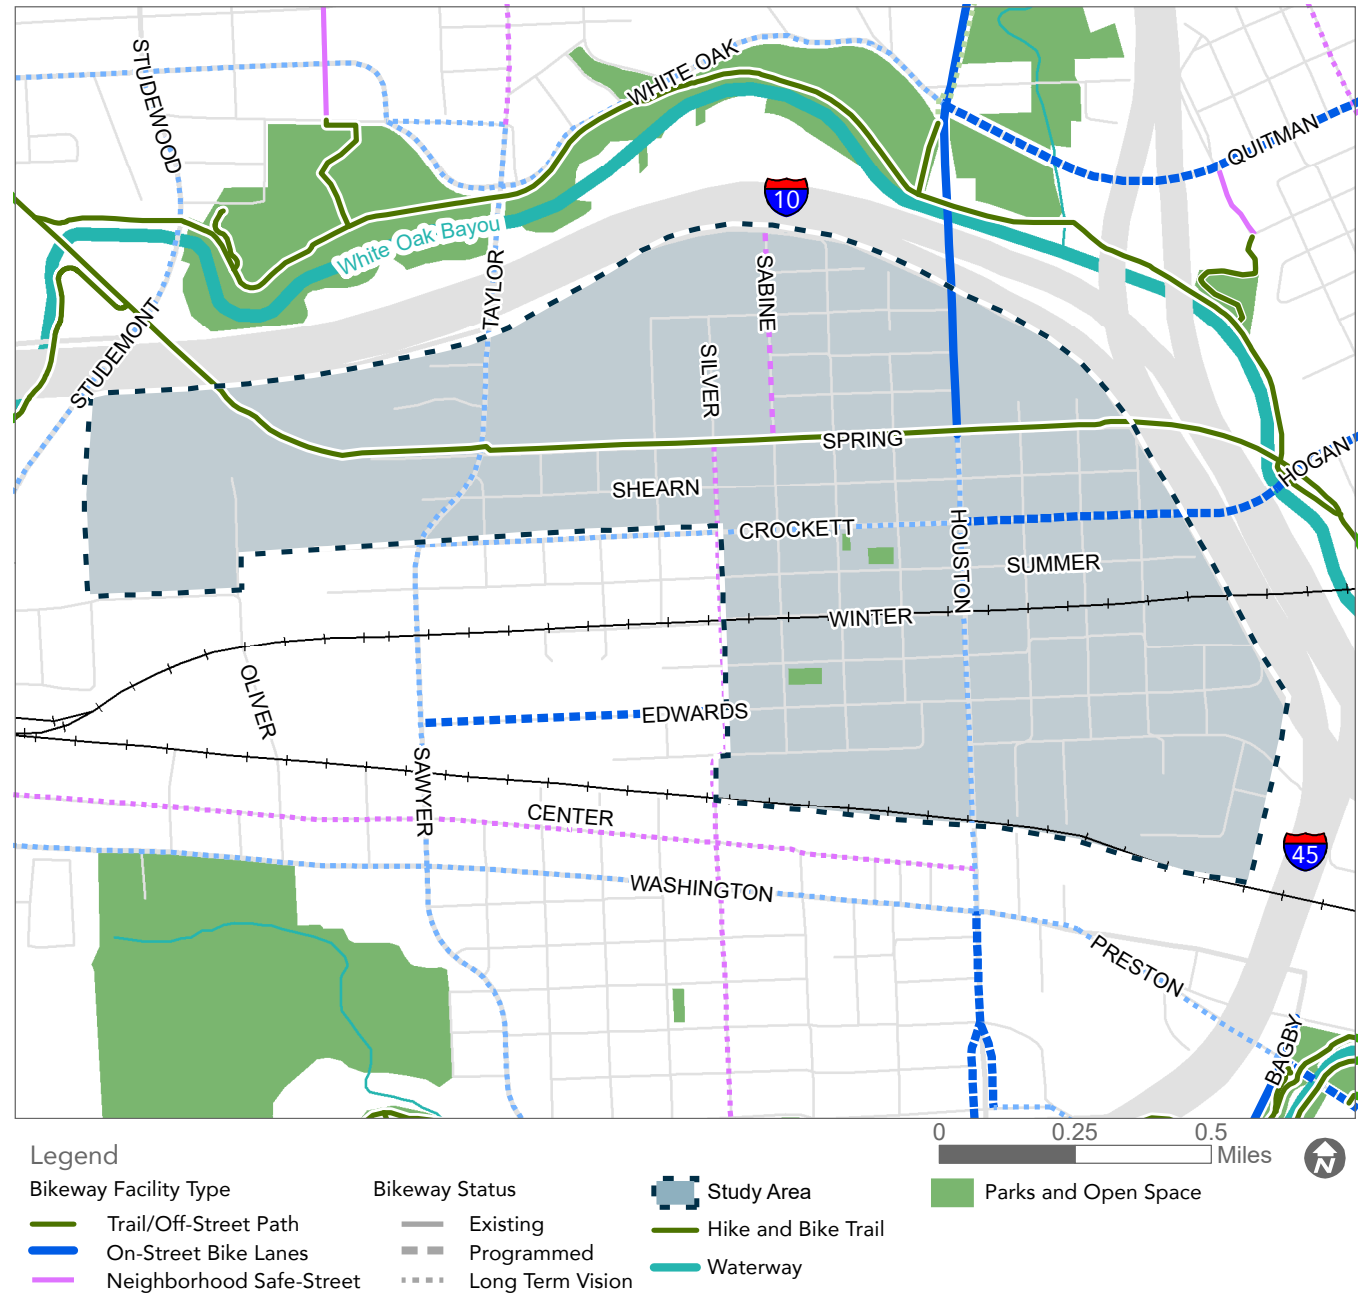 STUDEWOOD
WHITE OAK
QUITMAN
10
White Oak Bayou
TAYLOR
SABINE
STUDEMONT
SILVER
SPRING
HOGAN
SHEARN
CROCKETT
HOUSTON
SUMMER
WINTER
OLIVER
EDWARDS
SAWYER
CENTER
45
WASHINGTON
PRESTON
BAGBY
0 0.25 0.5
Miles
N
Legend
Bikeway Facility Type
Trail/Off-Street Path
On-Street Bike Lanes
Neighborhood Safe-Street
Bikeway Status
Existing
Programmed
Long Term Vision
Study Area
Hike and Bike Trail
Waterway
Parks and Open Space